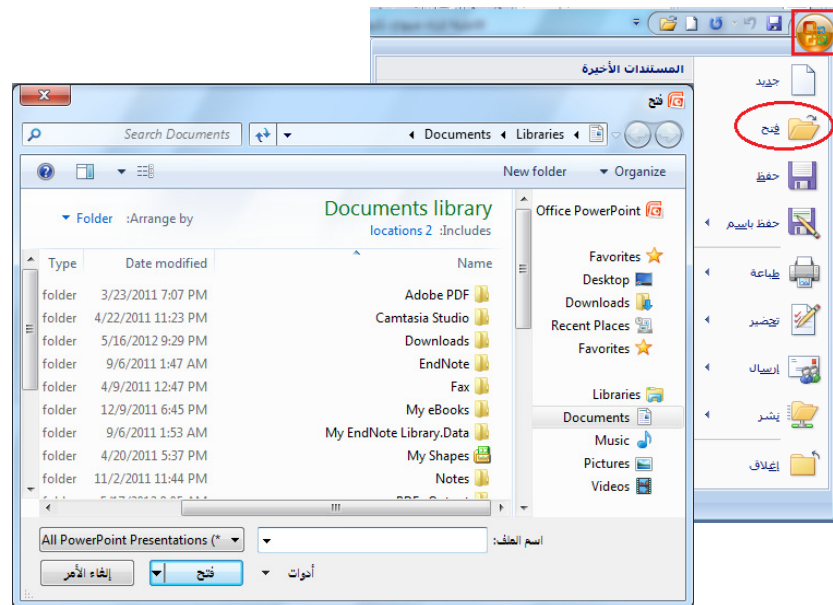 المستندات الأخيرة
جديد
فتح
حفظ
حفظ باسم
طباعة
تحضير
إرسال
نشر
إغلاق
فتح
Libraries
Documents
Search Documents
Organize
New folder
Office PowerPoint
Favorites
Desktop
Downloads
Recent Places
Favorites
Libraries
Documents
Music
Pictures
Videos
Documents library
Includes: 2 locations
Arrange by: Folder
Name Date modified Type
Adobe PDF 3/23/2011 7:07 PM folder
Camtasia Studio 4/22/2011 11:23 PM folder
Downloads 5/16/2012 9:29 PM folder
EndNote 9/6/2011 1:47 AM folder
Fax 4/9/2011 12:47 PM folder
My eBooks 12/9/2011 6:45 PM folder
My EndNote Library.Data 9/6/2011 1:53 AM folder
My Shapes 4/20/2011 5:37 PM folder
Notes 11/2/2011 11:44 PM folder
اسم الملف:
All PowerPoint Presentations (*
أدوات
فتح
إلغاء الأمر